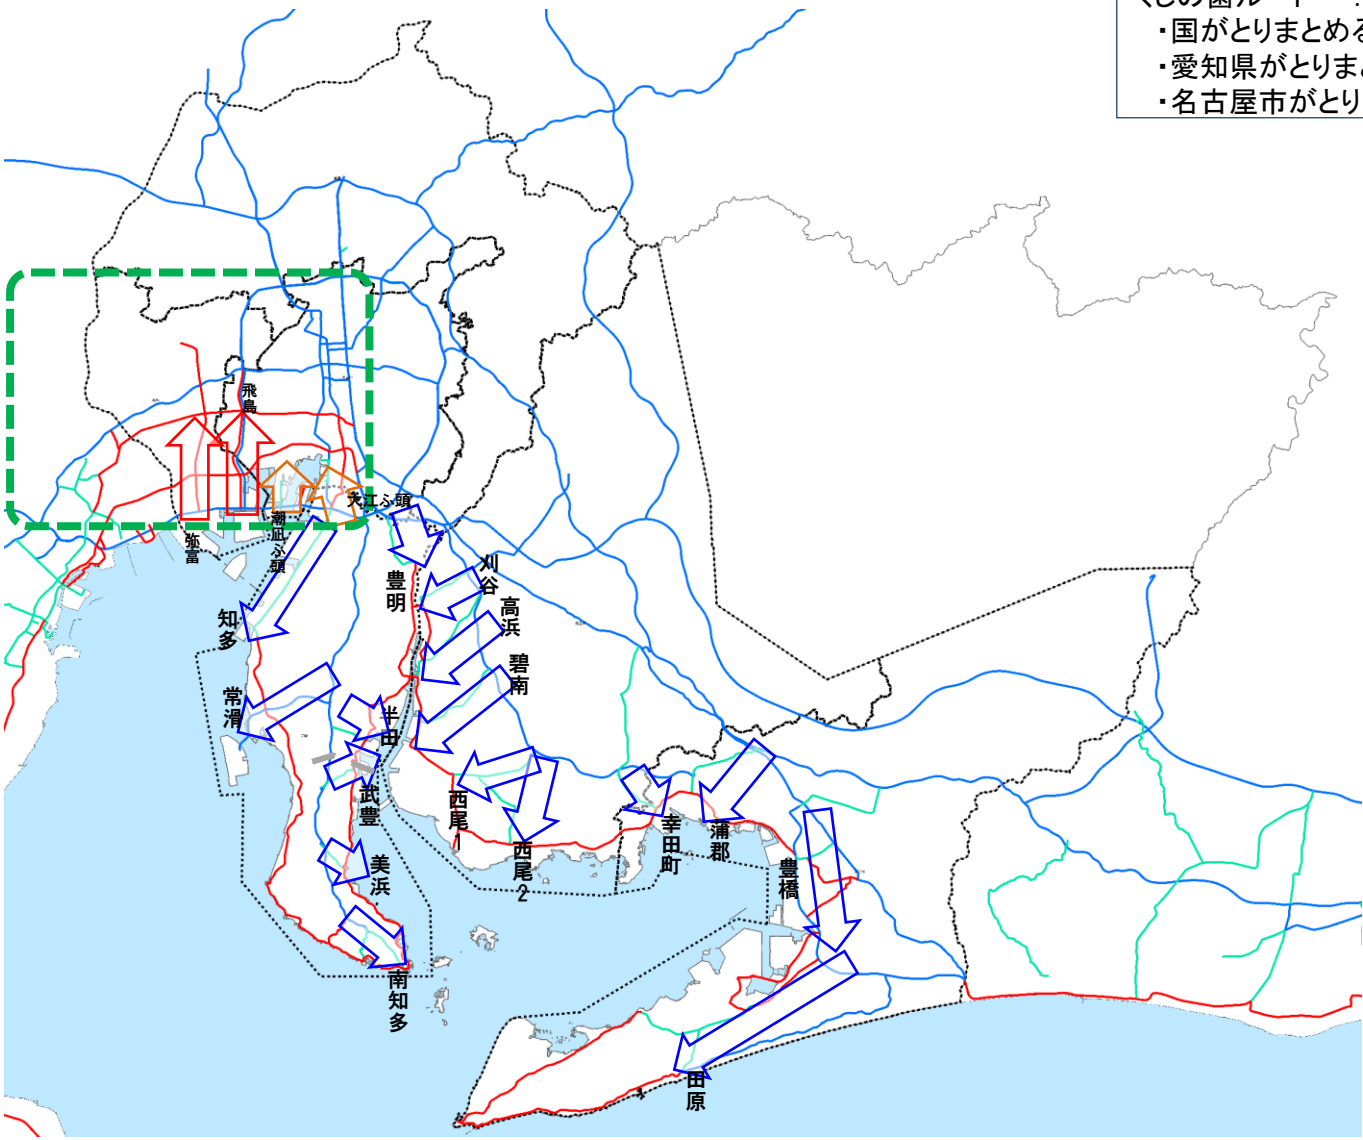 ・国がとりまとめる
・愛知県がとりまと
・名古屋市がとり
飛島
大江ふ頭
潮凪ふ頭
弥富
刈谷
豊明
高浜
知多
碧南
常滑
半田
武豊
西尾1
幸田町
蒲郡
西尾2
美浜
豊橋
南知多
田原